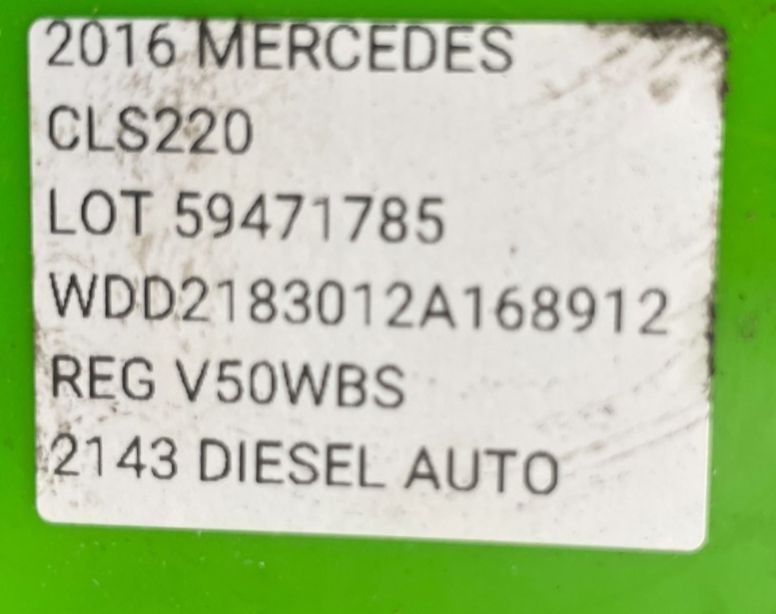 2016 MERCEDES
CLS220
LOT 59471785
WDD2183012A168912
REG V50WBS
2143 DIESEL AUTO